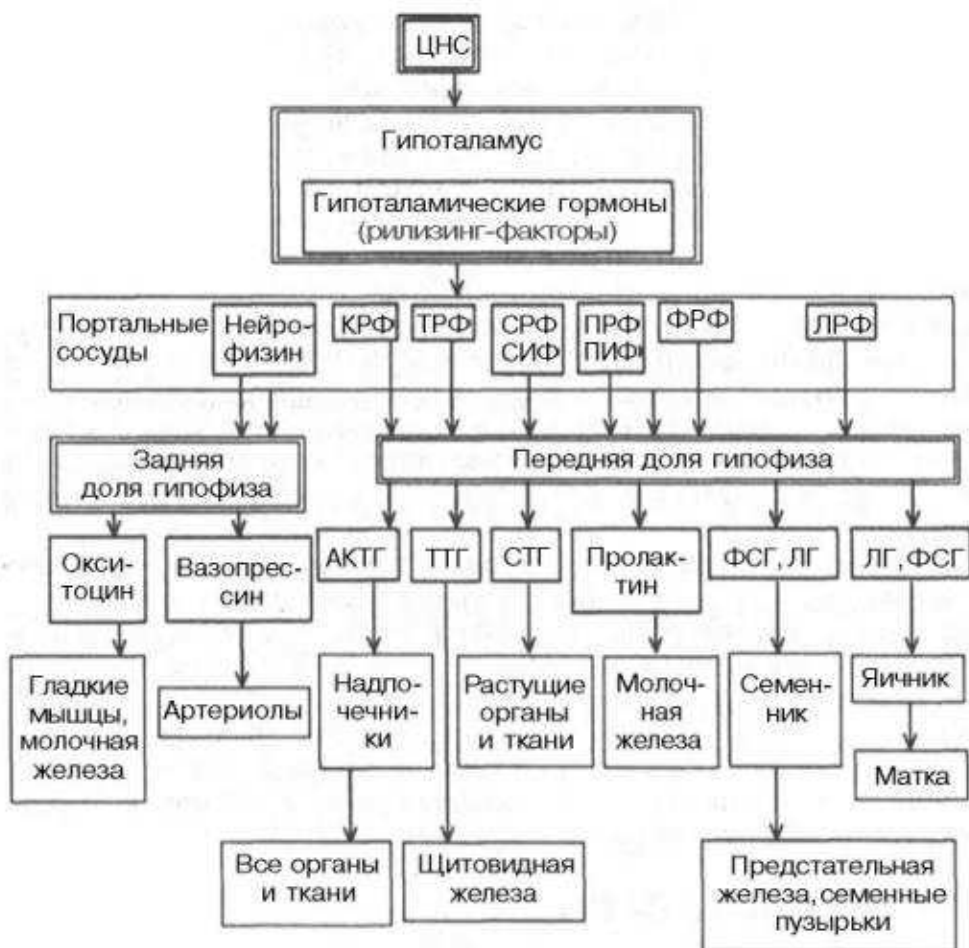 ЦНС
Гипоталамус
Гипоталамические гормоны
(рилизинг-факторы)
Портальные
сосуды
Нейро-
физин
КРФ
ТРФ
СРФ
СИФ
ПРФ
ПИФ
ФРФ
ЛРФ
Задняя
доля гипофиза
Передняя доля гипофиза
Окси-
тоцин
Вазопрес-
син
АКТГ
ТТГ
СТГ
Пролак-
тин
ФСГ, ЛГ
ЛГ, ФСГ
Гладкие
мышцы,
молочная
железа
Артериолы
Надпо-
чечни-
ки
Растущие
органы
и ткани
Молоч-
ная
железа
Семен-
ник
Яичник
Матка
Все органы
и ткани
Щитовидная
железа
Предстательная
железа, семенные
пузырьки